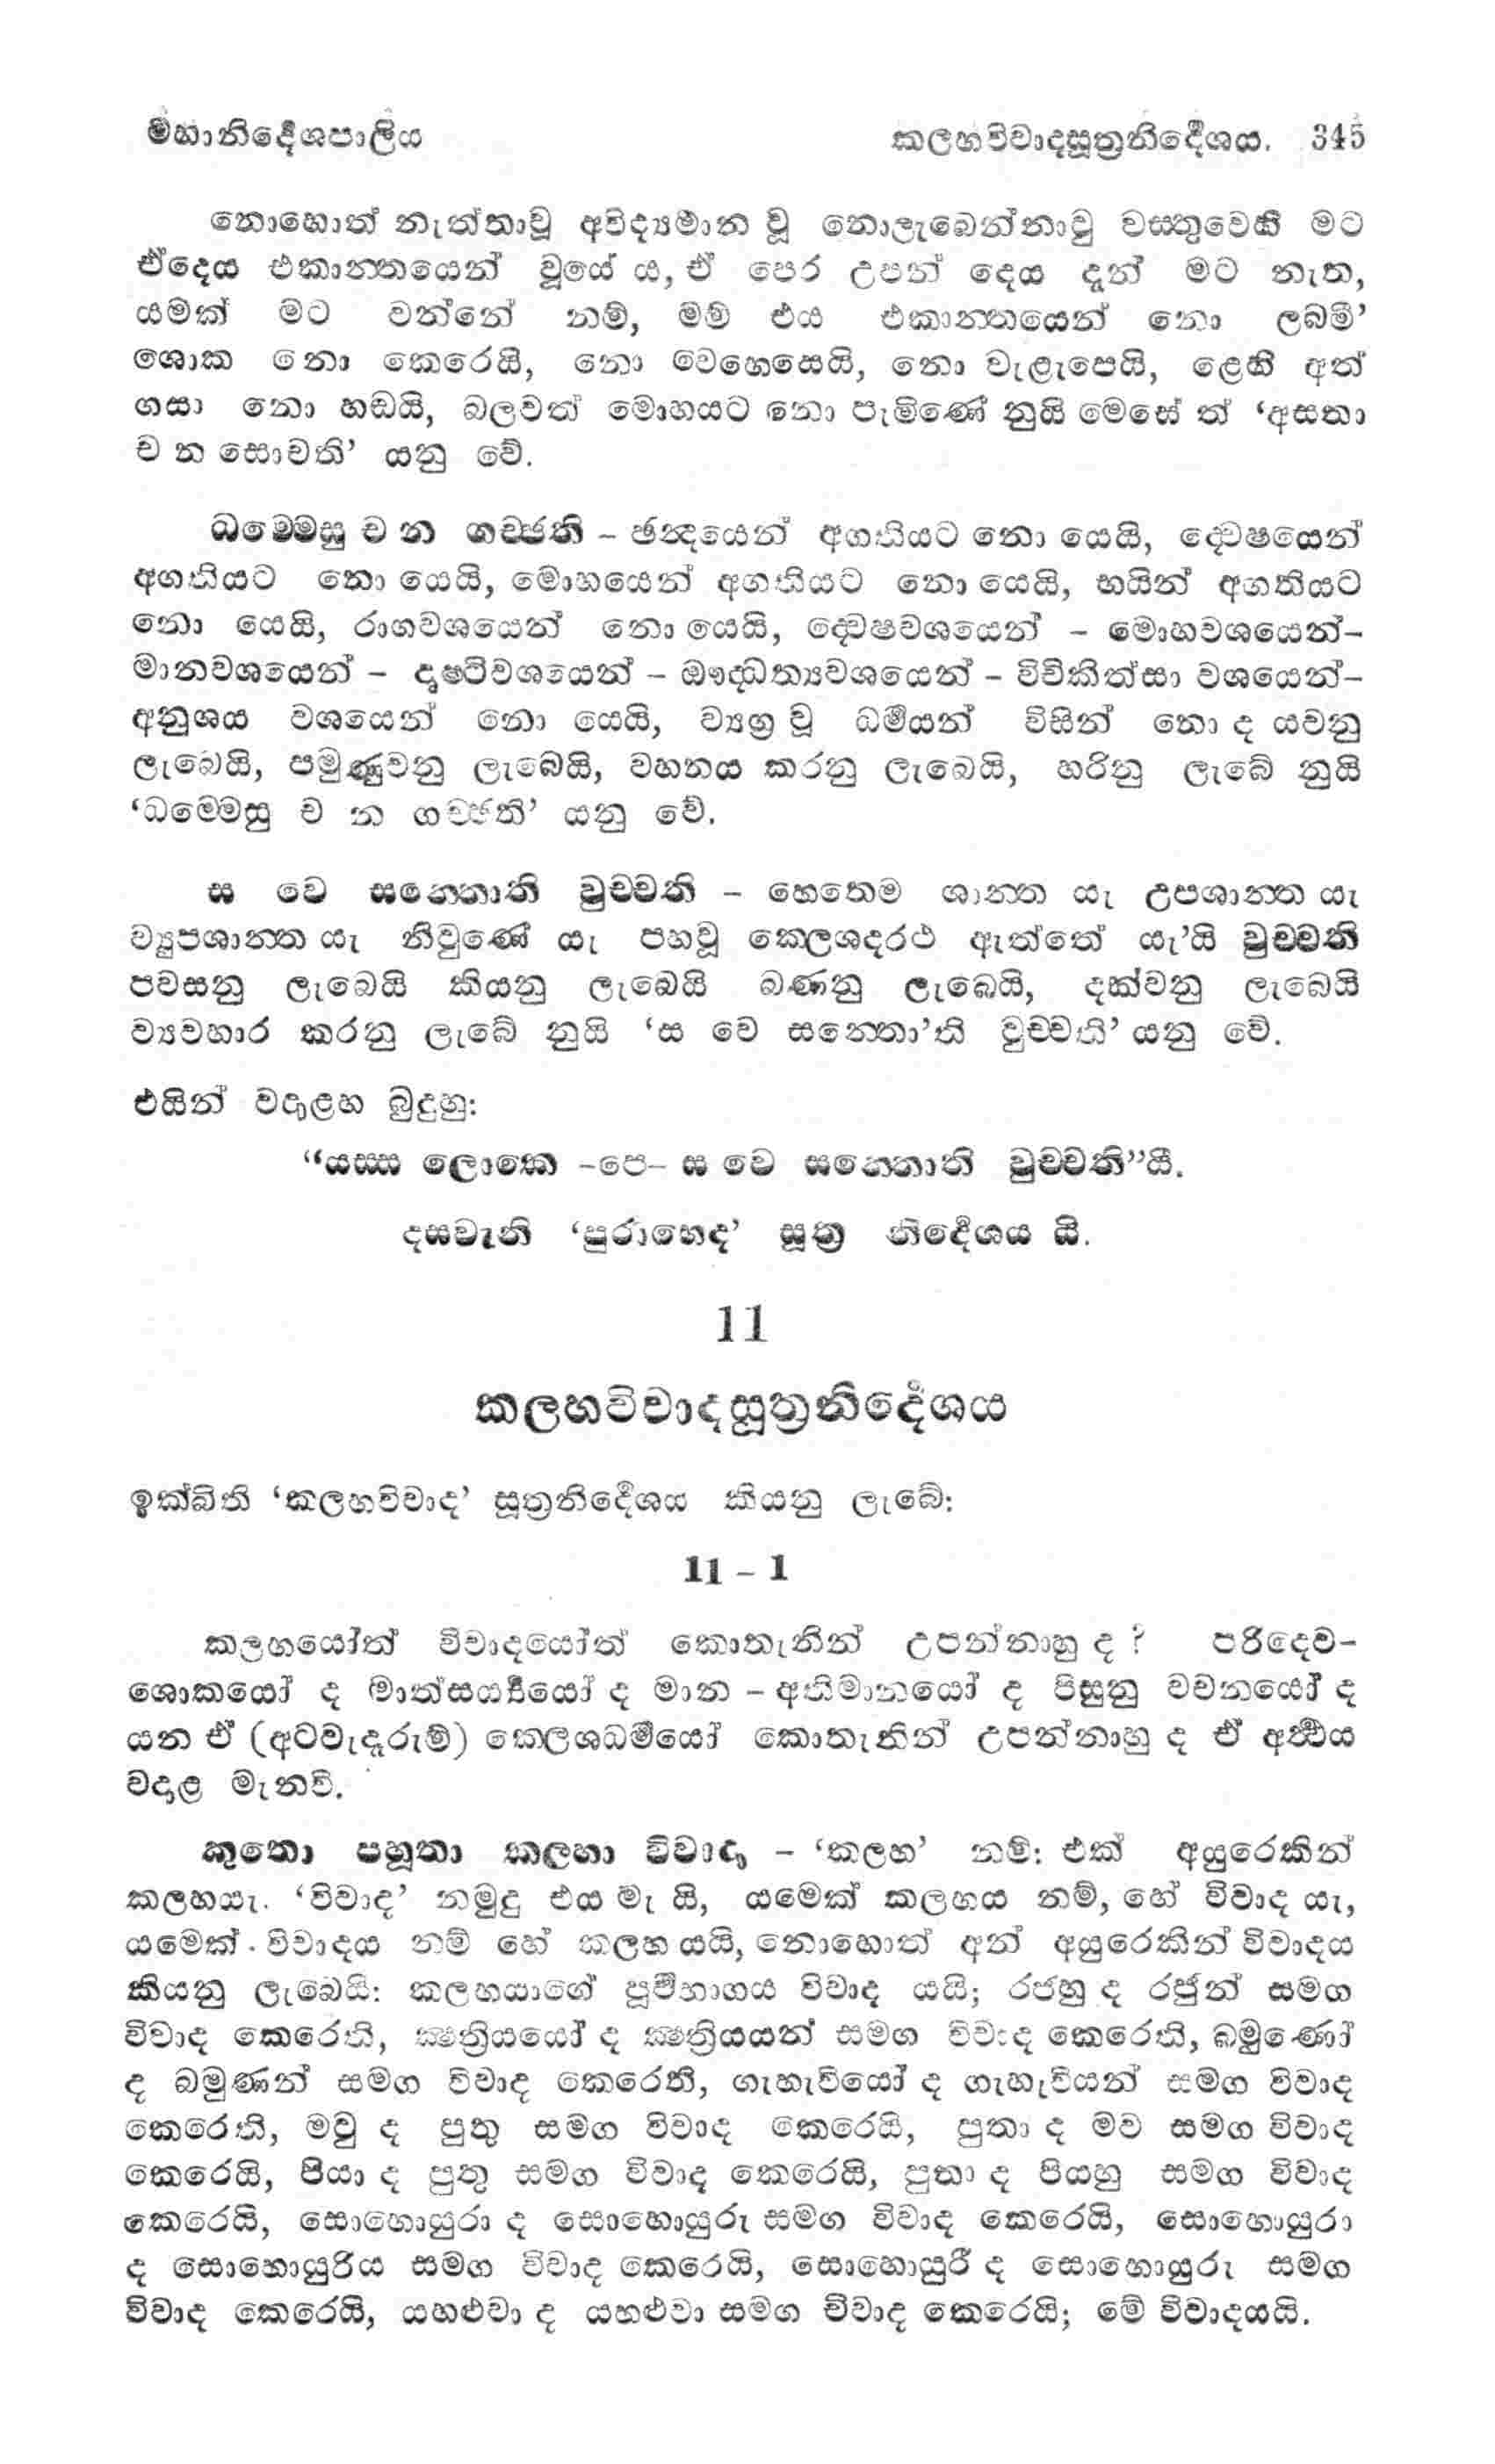 මහානිර්දේශපාලිය කලහවිවාදසූත්‍රනිර්දේශය. 345
නොහොත් නැත්තාවූ අවිද්‍යමාන වූ නොලැබෙන්නාවූ වස්තුවෙහි මට
ඒදෙය එකාන්තයෙන් වූයේ ය, ඒ පෙර උපන් දෙය දැන් මට නැත,
යමක් මට වන්නේ නම්, මම් එය එකාන්තයෙන් නො ලබමි’
ශොක නො කෙරෙයි, නො වෙහෙසෙයි, නො වැළැපෙයි, ළෙහි අත්
ගසා නො හඬයි, බලවත් මොහයට නො පැමිණේ නුයි මෙසේ ත් ‘අසතා
ච න සොචති’ යනු වේ.
ධම්මෙසු ච න ගච්ඡති – ඡන්දයෙන් අගතියට නො යෙයි, ද්වේෂයෙන්
අගතියට නො යෙයි, මොහයෙන් අගතියට නො යෙයි, භයින් අගතියට
නො යෙයි, රාගවශයෙන් නො යෙයි, ද්වේෂවශයෙන් – මොහවශයෙන්–
මානවශයෙන් – දෘෂ්ටිවශයෙන් – ඖද්ධත්‍යවශයෙන් – විචිකිත්සා වශයෙන්–
අනුශය වශයෙන් නො යෙයි, ව්‍යග්‍ර වූ ධර්මයන් විසින් නො ද යවනු
ලැබෙයි, පමුණුවනු ලැබෙයි, වහනය කරනු ලැබෙයි, හරිනු ලැබේ නුයි
‘ධම්මෙසු ච න ගච්ඡති’ යනු වේ.
ස වෙ සන්තොති වුච්චති – හෙතෙම ශාන්ත යැ උපශාන්ත යැ
ව්‍යුපශාන්ත යැ නිවුණේ යැ පහවූ ක්ලෙශදරථ ඇත්තේ යැ’යි වුච්චති
පවසනු ලැබෙයි කියනු ලැබෙයි බණනු ලැබෙයි, දක්වනු ලැබෙයි
ව්‍යවහාර කරනු ලැබේ නුයි ‘ස වෙ සන්තො’ති වුච්චති’ යනු වේ.
එයින් වදාළහ බුදුහු:
“යස්ස ලොකෙ –පෙ– ස වෙ සන්තොති වුච්චති”යි.
දසවැනි ‘පුරාභෙද’ සූත්‍ර නිර්දේශය යි.
11
කලහවිවාදසූත්‍රනිර්දේශය
ඉක්බිති ‘කලහවිවාද’ සූත්‍රනිර්දේශය කියනු ලැබේ:
11 – 1
කලහයෝත් විවාදයෝත් කොතැනින් උපන්නාහු ද? පරිදෙව–
ශොකයෝ ද මාත්සර්‍ය්‍යයෝ ද මාන – අතිමානයෝ ද පිසුනු වචනයෝ ද
යන ඒ (අටවැදෑරුම්) ක්ලෙශධර්මයෝ කොතැනින් උපන්නාහු ද ඒ අර්ථය
වදාළ මැනවි.
කුතො පහූතා කලහා විවාදා – ‘කලහ’ නම්: එක් අයුරෙකින්
කලහයැ. ‘විවාද’ නමුදු එය මැ යි, යමෙක් කලහය නම්, හේ විවාද යැ,
යමෙක් විවාදය නම් හේ කලහ යයි, නොහොත් අන් අයුරෙකින් විවාදය
කියනු ලැබෙයි: කලහයාගේ පූර්වභාගය විවාද යයි; රජහු ද රජුන් සමග
විවාද කෙරෙති, ක්‍ෂත්‍රියයෝ ද ක්‍ෂත්‍රියයන් සමග විවාද කෙරෙති, බමුණෝ
ද බමුණන් සමග විවාද කෙරෙති, ගැහැවියෝ ද ගැහැවියන් සමග විවාද
කෙරෙති, මවු ද පුතු සමග විවාද කෙරෙයි, පුතා ද මව සමග විවාද
කෙරෙයි, පියා ද පුතු සමග විවාද කෙරෙයි, පුතා ද පියහු සමග විවාද
කෙරෙයි, සොහොයුරා ද සොහොයුරු සමග විවාද කෙරෙයි, සොහොයුරා
ද සොහොයුරිය සමග විවාද කෙරෙයි, සොහොයුරී ද සොහොයුරු සමග
විවාද කෙරෙයි, යහළුවා ද යහළුවා සමග විවාද කෙරෙයි; මේ විවාදයයි.